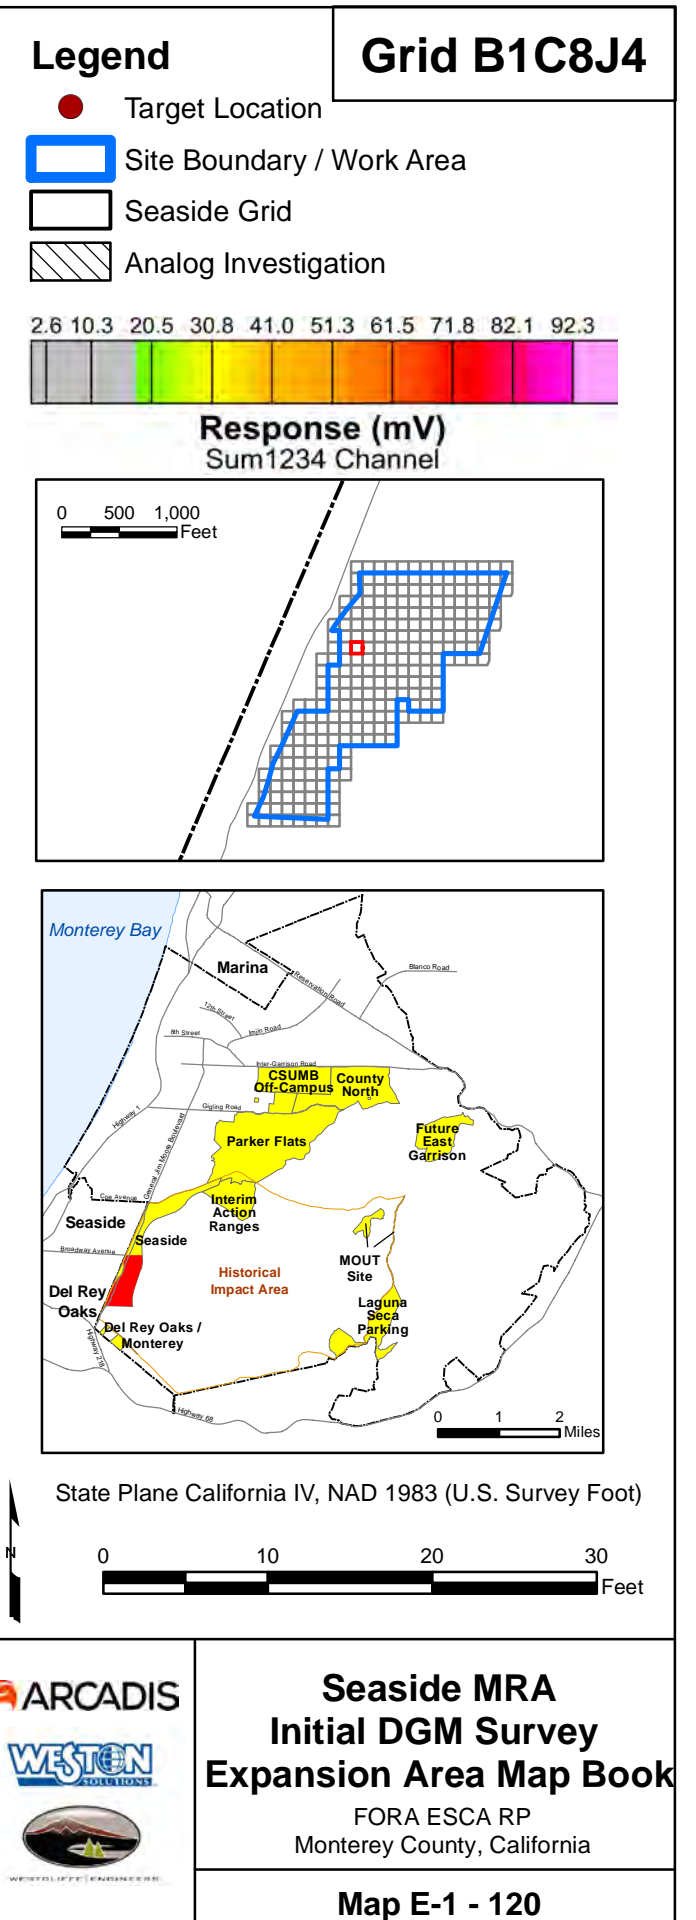 Legend
Grid B1C8J4
Target Location
Site Boundary / Work Area
Seaside Grid
Analog Investigation
2.6 10.3 20.5 30.8 41.0 51.3 61.5 71.8 82.1 92.3
Response (mV)
Sum1234 Channel
0 500 1,000
Feet
Monterey Bay
Marina
Blanco Road
Reservation Road
12th Street
8th Street
Imjin Road
Inter-Garrison Road
CSUMB
Off-Campus
County
North
Gigling Road
Highway 1
General Jim Moore Boulevard
Parker Flats
Future
East
Garrison
Coe Avenue
Interim
Action
Ranges
Seaside
Seaside
Broadway Avenue
MOUT
Site
Historical
Impact Area
Del Rey
Oaks
Laguna
Seca
Parking
Del Rey Oaks /
Monterey
Highway 218
Highway 68
0 1 2
Miles
State Plane California IV, NAD 1983 (U.S. Survey Foot)
N
0 10 20 30
Feet
ARCADIS
WESTON
SOLUTIONS
WESTCLIFFE ENGINEERS
Seaside MRA
Initial DGM Survey
Expansion Area Map Book
FORA ESCA RP
Monterey County, California
Map E-1 - 120